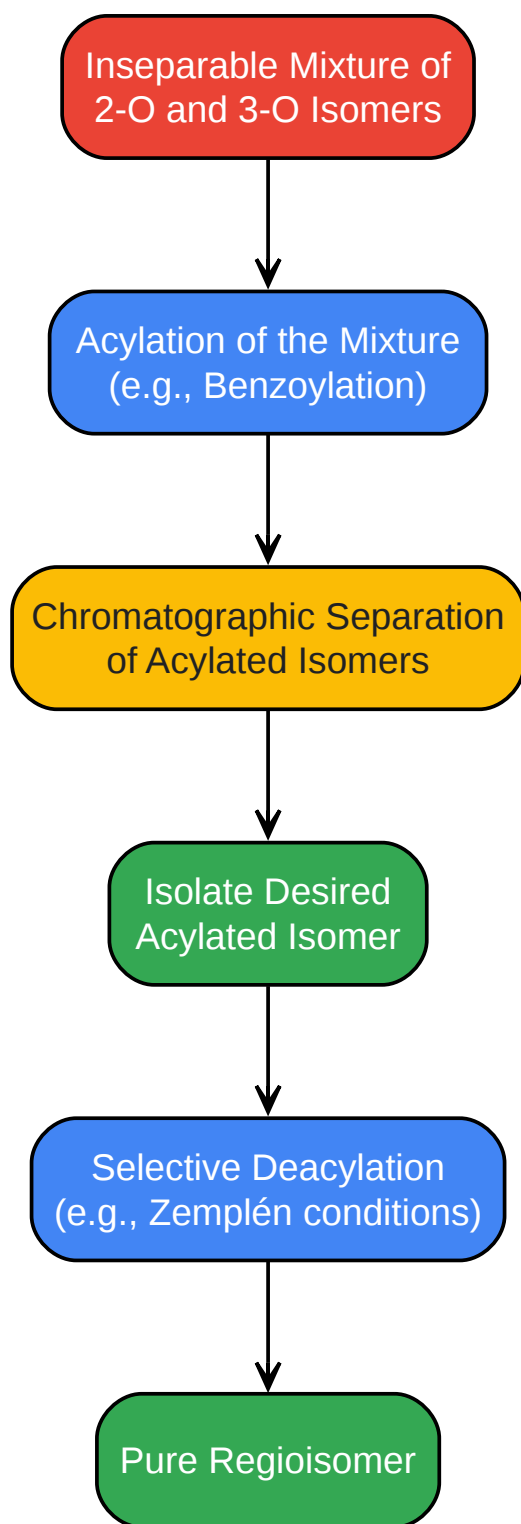 Inseparable Mixture of
2-O and 3-O Isomers
Acylation of the Mixture
(e.g., Benzoylation)
Chromatographic Separation
of Acylated Isomers
Isolate Desired
Acylated Isomer
Selective Deacylation
(e.g., Zemplén conditions)
Pure Regioisomer